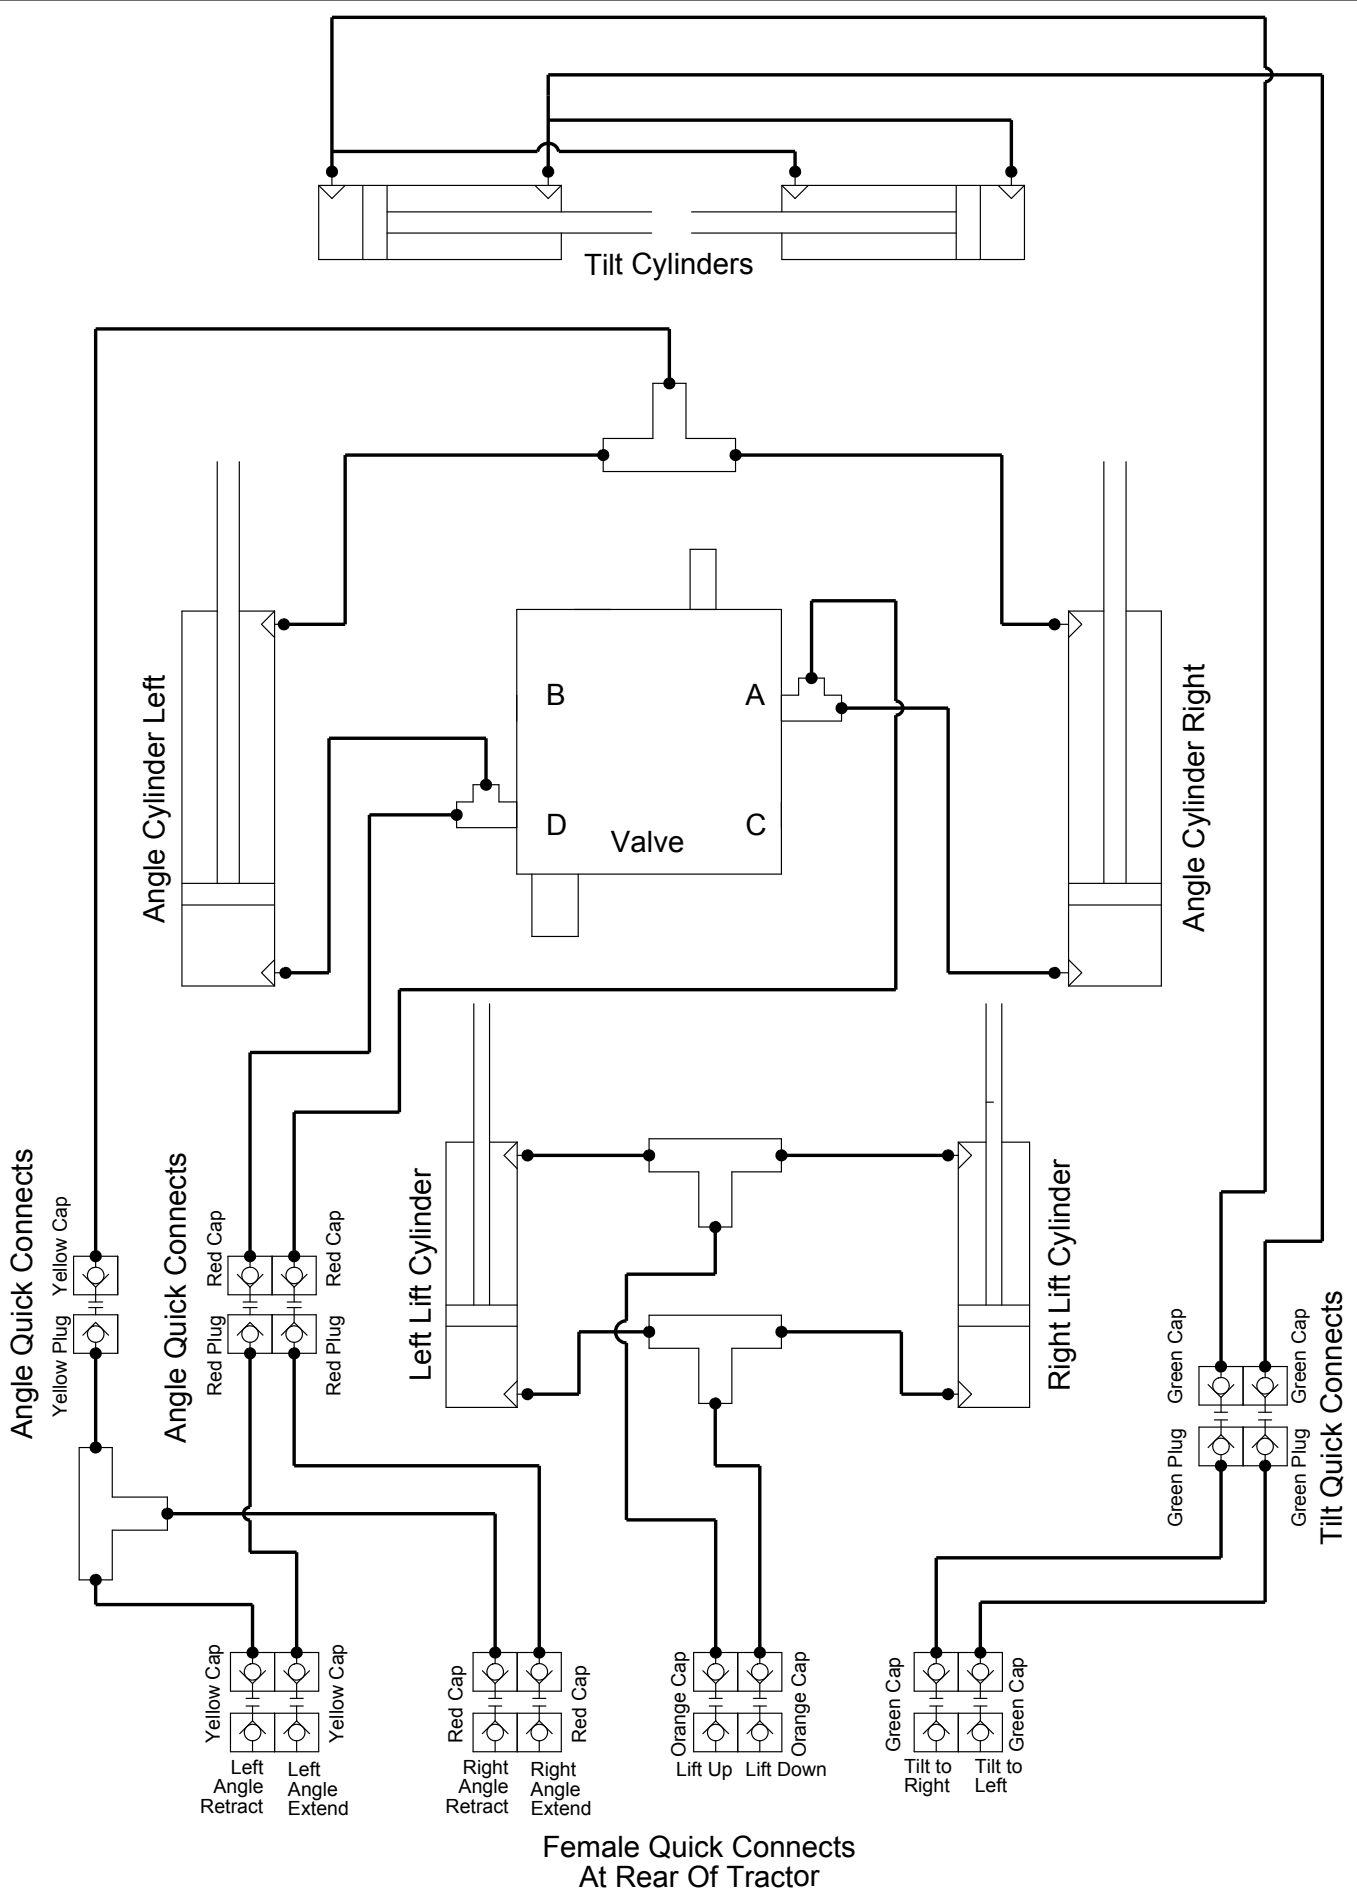 Tilt Cylinders
Angle Cylinder Left
B
A
D
C
Valve
Angle Cylinder Right
Angle Quick Connects
Yellow Cap
Yellow Plug
Angle Quick Connects
Red Cap
Red Plug
Red Cap
Red Plug
Left Lift Cylinder
Right Lift Cylinder
Green Cap
Green Plug
Green Cap
Green Plug
Tilt Quick Connects
Yellow Cap
Yellow Cap
Red Cap
Red Cap
Orange Cap
Orange Cap
Green Cap
Green Cap
Left
Angle
Retract
Left
Angle
Extend
Right
Angle
Retract
Right
Angle
Extend
Lift Up
Lift Down
Tilt to
Right
Tilt to
Left
Female Quick Connects
At Rear Of Tractor